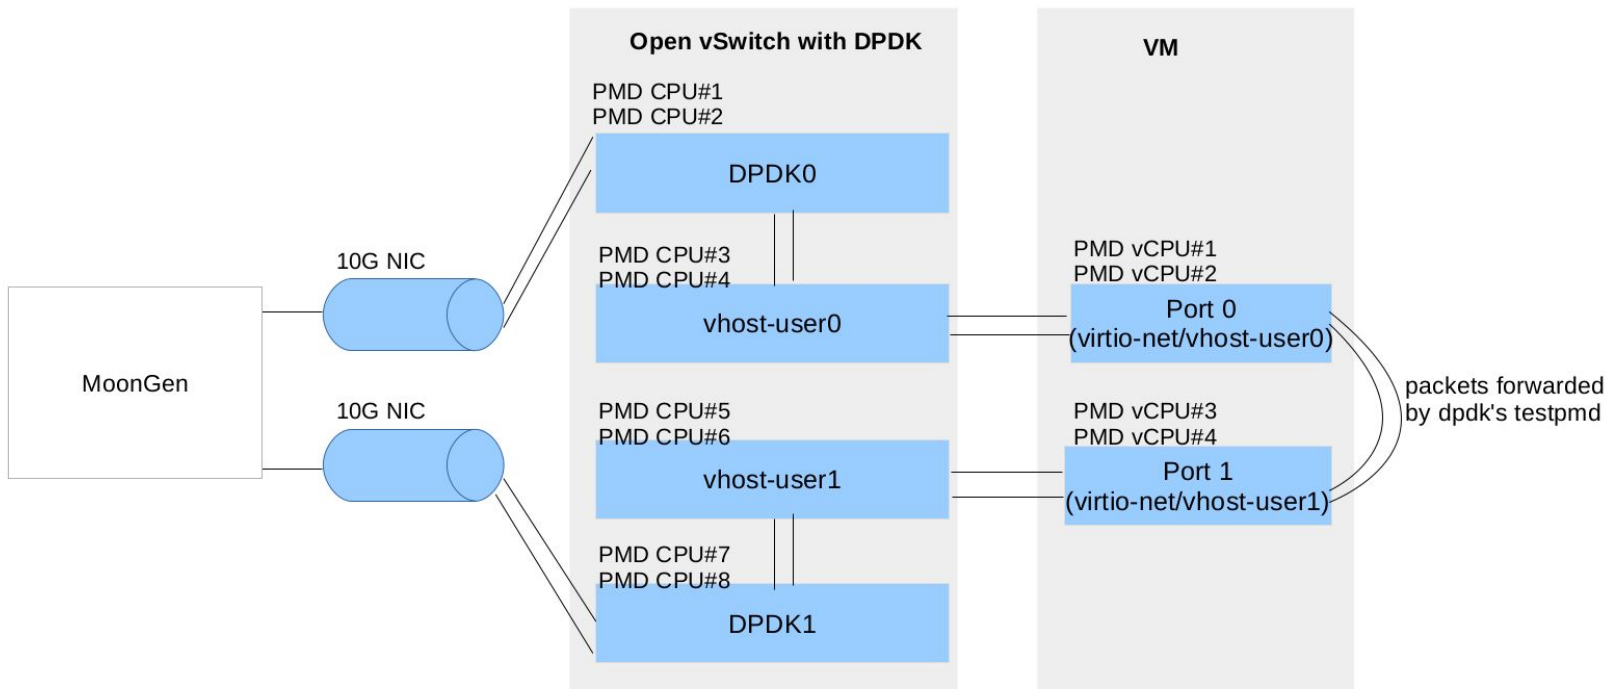 Open vSwitch with DPDK
VM
PMD CPU#1
PMD CPU#2
DPDK0
PMD CPU#3
PMD CPU#4
vhost-user0
PMD CPU#5
PMD CPU#6
vhost-user1
PMD CPU#7
PMD CPU#8
DPDK1
10G NIC
10G NIC
MoonGen
PMD vCPU#1
PMD vCPU#2
Port 0
(virtio-net/vhost-user0)
PMD vCPU#3
PMD vCPU#4
Port 1
(virtio-net/vhost-user1)
packets forwarded
by dpdk's testpmd